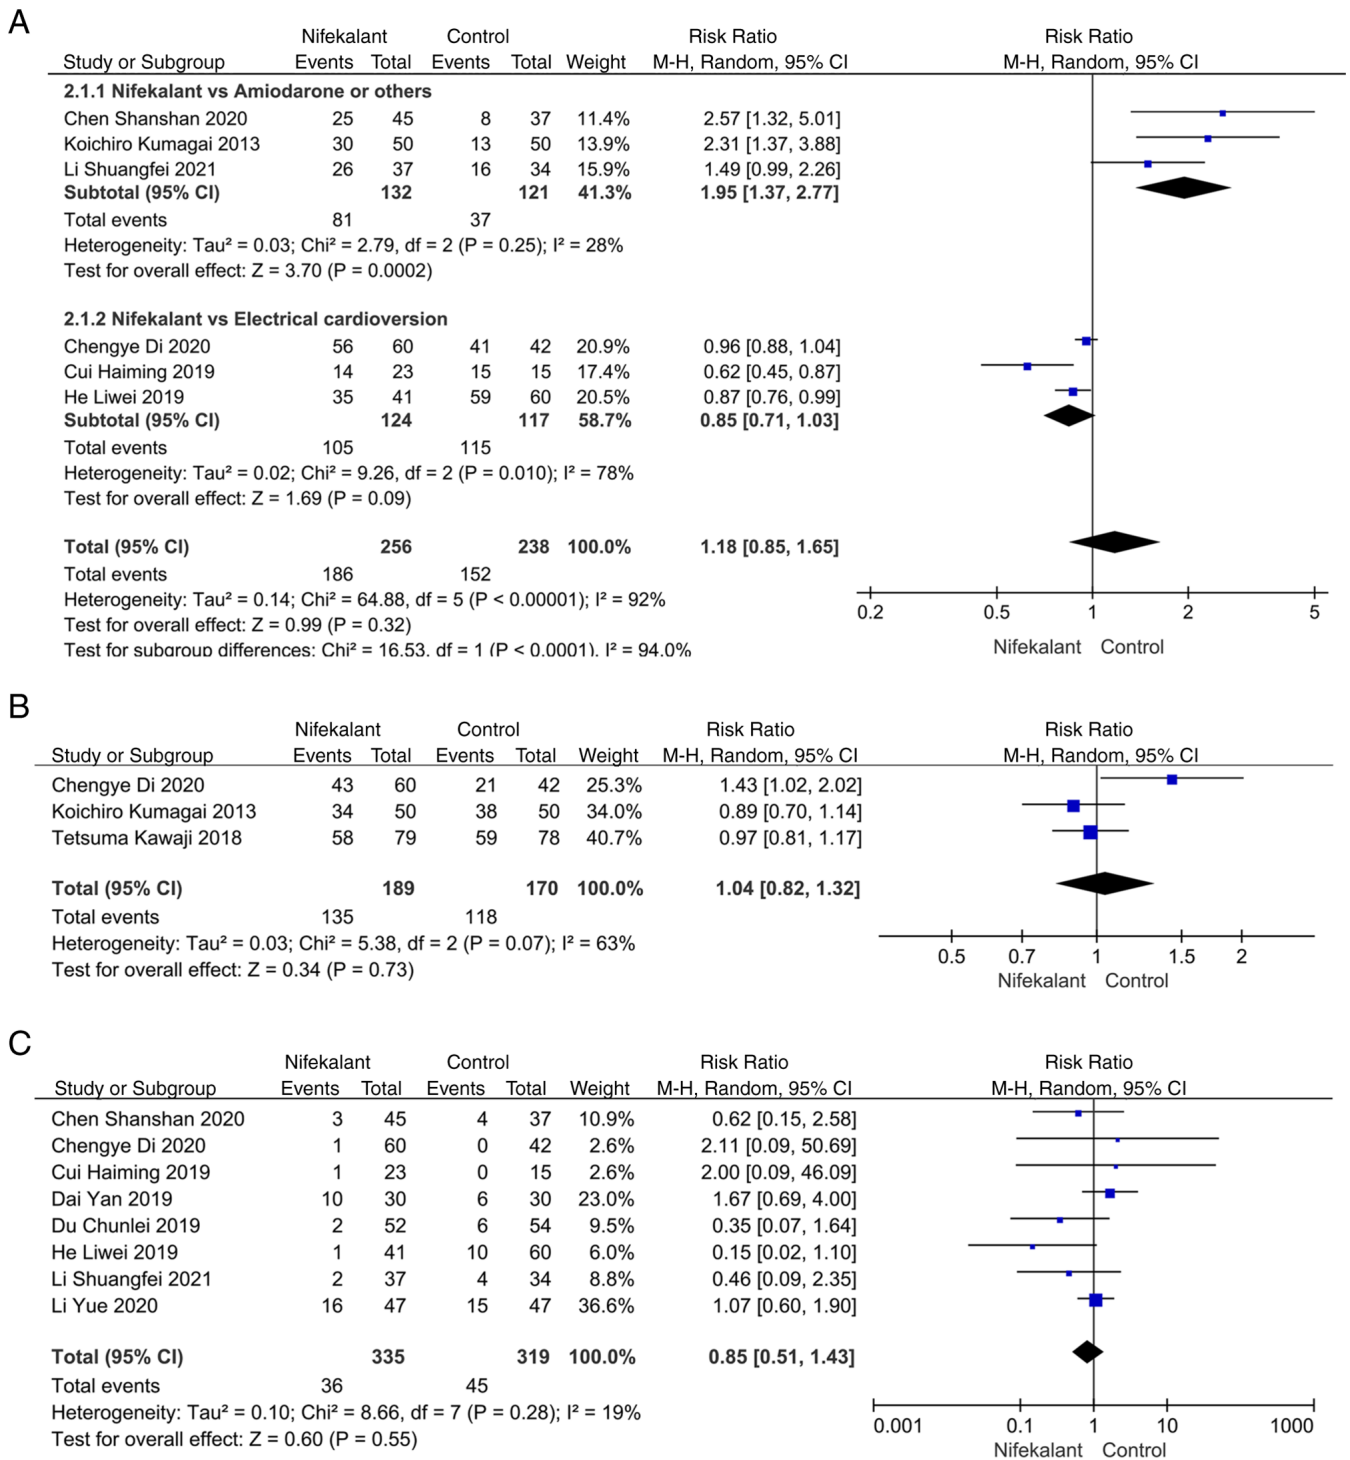 A
Nifekalant Control Risk Ratio Risk Ratio
Study or Subgroup Events Total Events Total Weight M-H, Random, 95% CI M-H, Random, 95% CI
2.1.1 Nifekalant vs Amiodarone or others
Chen Shanshan 2020 25 45 8 37 11.4% 2.57 [1.32, 5.01]
Koichiro Kumagai 2013 30 50 13 50 13.9% 2.31 [1.37, 3.88]
Li Shuangfei 2021 26 37 16 34 15.9% 1.49 [0.99, 2.26]
Subtotal (95% CI) 132 121 41.3% 1.95 [1.37, 2.77]
Total events 81 37
Heterogeneity: Tau² = 0.03; Chi² = 2.79, df = 2 (P = 0.25); I² = 28%
Test for overall effect: Z = 3.70 (P = 0.0002)
2.1.2 Nifekalant vs Electrical cardioversion
Chengye Di 2020 56 60 41 42 20.9% 0.96 [0.88, 1.04]
Cui Haiming 2019 14 23 15 15 17.4% 0.62 [0.45, 0.87]
He Liwei 2019 35 41 59 60 20.5% 0.87 [0.76, 0.99]
Subtotal (95% CI) 124 117 58.7% 0.85 [0.71, 1.03]
Total events 105 115
Heterogeneity: Tau² = 0.02; Chi² = 9.26, df = 2 (P = 0.010); I² = 78%
Test for overall effect: Z = 1.69 (P = 0.09)
Total (95% CI) 256 238 100.0% 1.18 [0.85, 1.65]
Total events 186 152
Heterogeneity: Tau² = 0.14; Chi² = 64.88, df = 5 (P < 0.00001); I² = 92%
Test for overall effect: Z = 0.99 (P = 0.32)
Test for subgroup differences: Chi² = 16.53, df = 1 (P < 0.0001), I² = 94.0%
0.2 0.5 1 2 5
Nifekalant Control
B
Nifekalant Control Risk Ratio Risk Ratio
Study or Subgroup Events Total Events Total Weight M-H, Random, 95% CI M-H, Random, 95% CI
Chengye Di 2020 43 60 21 42 25.3% 1.43 [1.02, 2.02]
Koichiro Kumagai 2013 34 50 38 50 34.0% 0.89 [0.70, 1.14]
Tetsuma Kawaji 2018 58 79 59 78 40.7% 0.97 [0.81, 1.17]
Total (95% CI) 189 170 100.0% 1.04 [0.82, 1.32]
Total events 135 118
Heterogeneity: Tau² = 0.03; Chi² = 5.38, df = 2 (P = 0.07); I² = 63%
Test for overall effect: Z = 0.34 (P = 0.73)
0.5 0.7 1 1.5 2
Nifekalant Control
C
Nifekalant Control Risk Ratio Risk Ratio
Study or Subgroup Events Total Events Total Weight M-H, Random, 95% CI M-H, Random, 95% CI
Chen Shanshan 2020 3 45 4 37 10.9% 0.62 [0.15, 2.58]
Chengye Di 2020 1 60 0 42 2.6% 2.11 [0.09, 50.69]
Cui Haiming 2019 1 23 0 15 2.6% 2.00 [0.09, 46.09]
Dai Yan 2019 10 30 6 30 23.0% 1.67 [0.69, 4.00]
Du Chunlei 2019 2 52 6 54 9.5% 0.35 [0.07, 1.64]
He Liwei 2019 1 41 10 60 6.0% 0.15 [0.02, 1.10]
Li Shuangfei 2021 2 37 4 34 8.8% 0.46 [0.09, 2.35]
Li Yue 2020 16 47 15 47 36.6% 1.07 [0.60, 1.90]
Total (95% CI) 335 319 100.0% 0.85 [0.51, 1.43]
Total events 36 45
Heterogeneity: Tau² = 0.10; Chi² = 8.66, df = 7 (P = 0.28); I² = 19%
Test for overall effect: Z = 0.60 (P = 0.55)
0.001 0.1 1 10 1000
Nifekalant Control